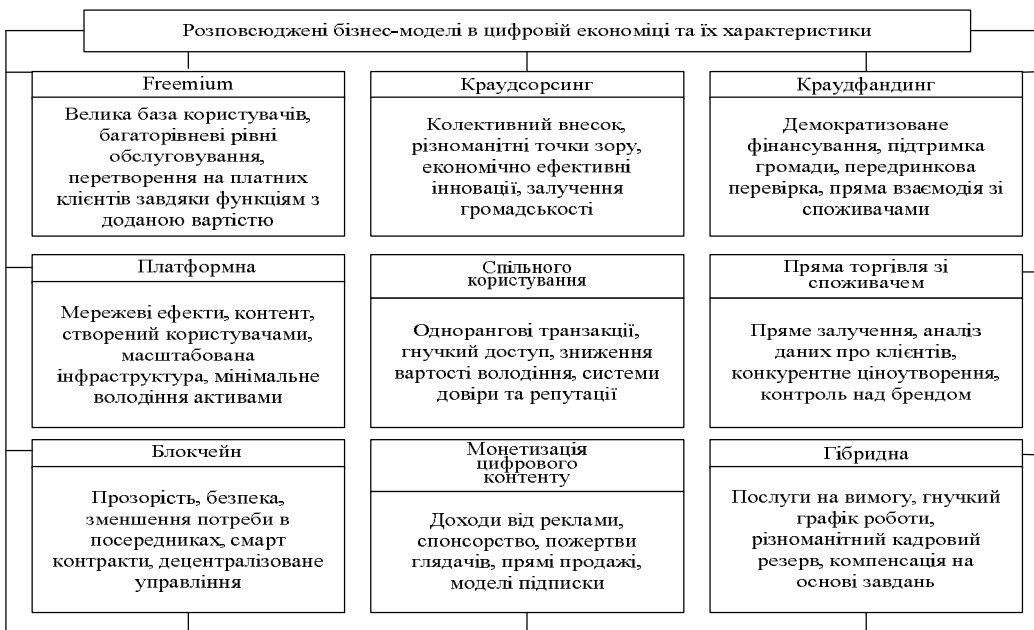 Розповсюджені бізнес-моделі в цифровій економіці та їх характеристики
Freemium
Велика база користувачів,
багаторівневі рівні
обслуговування,
перетворення на платних
клієнтів завдяки функціям з
доданою вартістю
Краудсорсинг
Колективний внесок,
різноманітні точки зору,
економічно ефективні
інновації, залучення
громадськості
Краудфандинг
Демократизоване
фінансування, підтримка
громади, передринкова
перевірка, пряма взаємодія зі
споживачами
Платформна
Мережеві ефекти, контент,
створений користувачами,
масштабована
інфраструктура, мінімальне
володіння активами
Спільного
користування
Однорангові транзакції,
гнучкий доступ, зниження
вартості володіння, системи
довіри та репутації
Пряма торгівля зі
споживачем
Пряме залучення, аналіз
даних про клієнтів,
конкурентне ціноутворення,
контроль над брендом
Блокчейн
Прозорість, безпека,
зменшення потреби в
посередниках, смарт
контракти, децентралізоване
управління
Монетизація
цифрового
контенту
Доходи від реклами,
спонсорство, пожертви
глядачів, прямі продажі,
моделі підписки
Гібридна
Послуги на вимогу, гнучкий
графік роботи,
різноманітний кадровий
резерв, компенсація на
основі завдань